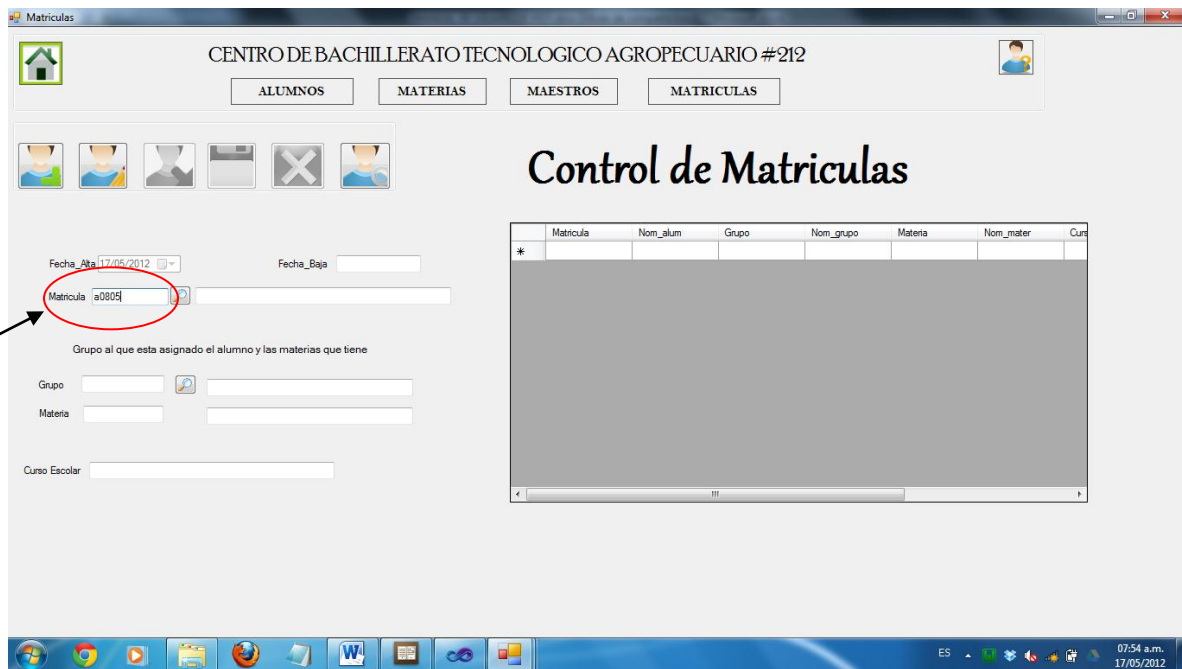 Matriculas
CENTRO DE BACHILLERATO TECNOLOGICO AGROPECUARIO #212
ALUMNOS MATERIAS MAESTROS MATRICULAS
Control de Matriculas
Matricula Nom_alum Grupo Nom_grupo Materia Nom_mater Curs
Fecha_Alta 17/05/2012 Fecha_Baja
Matricula a0805
Grupo al que esta asignado el alumno y las materias que tiene
Grupo
Materia
Curso Escolar
ES 07:54 a.m.
17/05/2012